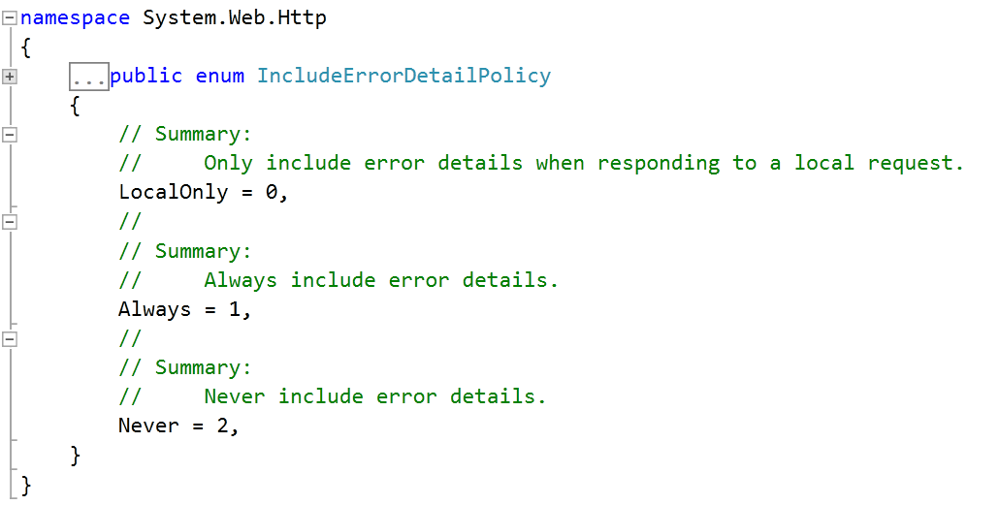 namespace System.Web.Http
{
    ...public enum IncludeErrorDetailPolicy
    {
        // Summary:
        //     Only include error details when responding to a local request.
        LocalOnly = 0,
        //
        // Summary:
        //     Always include error details.
        Always = 1,
        //
        // Summary:
        //     Never include error details.
        Never = 2,
    }
}